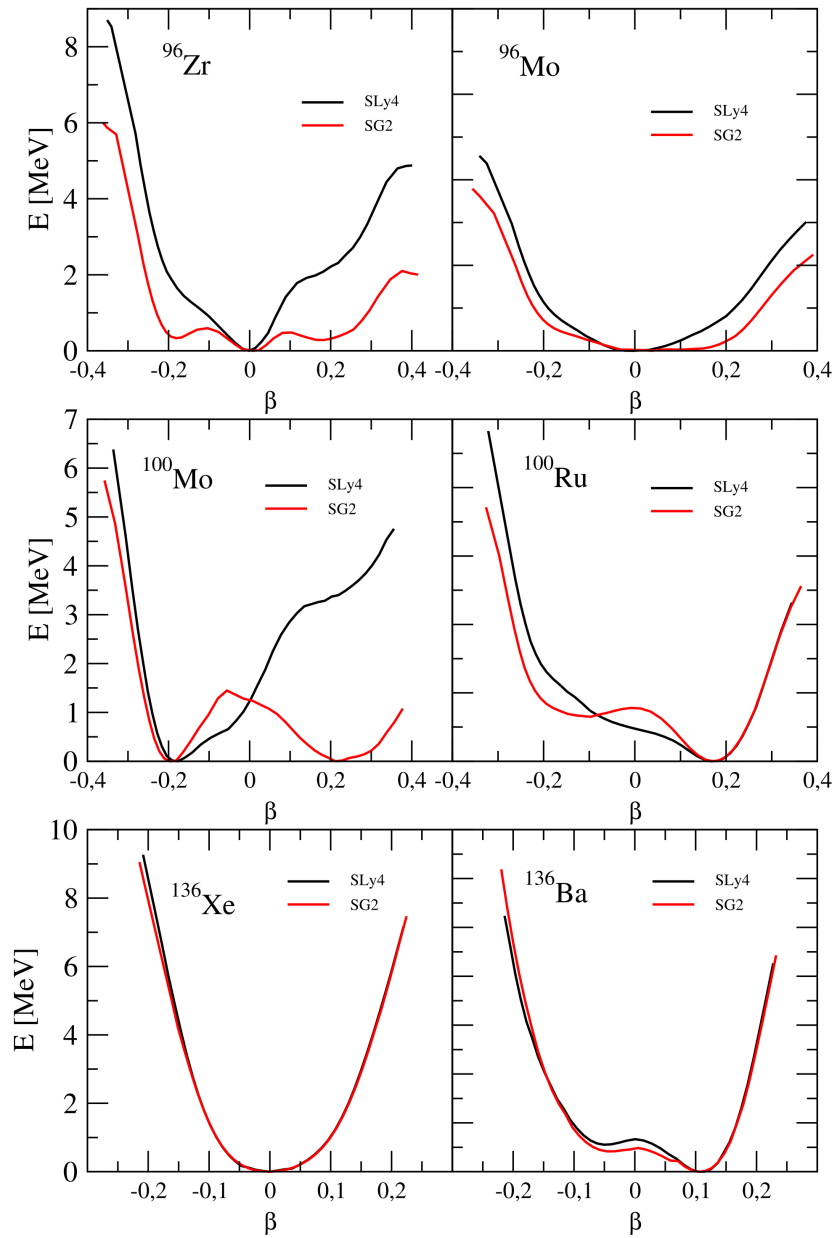 8
6
4
2
0
E [MeV]
⁹⁶Zr
SLy4
SG2
-0,4 -0,2 0 0,2 0,4
β
⁹⁶Mo
SLy4
SG2
-0,4 -0,2 0 0,2 0,4
β
7
6
5
4
3
2
1
0
E [MeV]
¹⁰⁰Mo
SLy4
SG2
-0,4 -0,2 0 0,2 0,4
β
¹⁰⁰Ru
SLy4
SG2
-0,2 0 0,2 0,4
β
10
8
6
4
2
0
E [MeV]
¹³⁶Xe
SLy4
SG2
-0,2 -0,1 0 0,1 0,2
β
¹³⁶Ba
SLy4
SG2
-0,2 -0,1 0 0,1 0,2
β